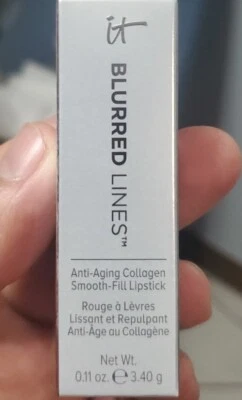 it
BLURRED LINES™
Anti-Aging Collagen
Smooth-Fill Lipstick
Rouge à Lèvres
Lissant et Repulpant
Anti-Âge au Collagène
Net Wt.
0.11 oz. ℮ 3.40 g